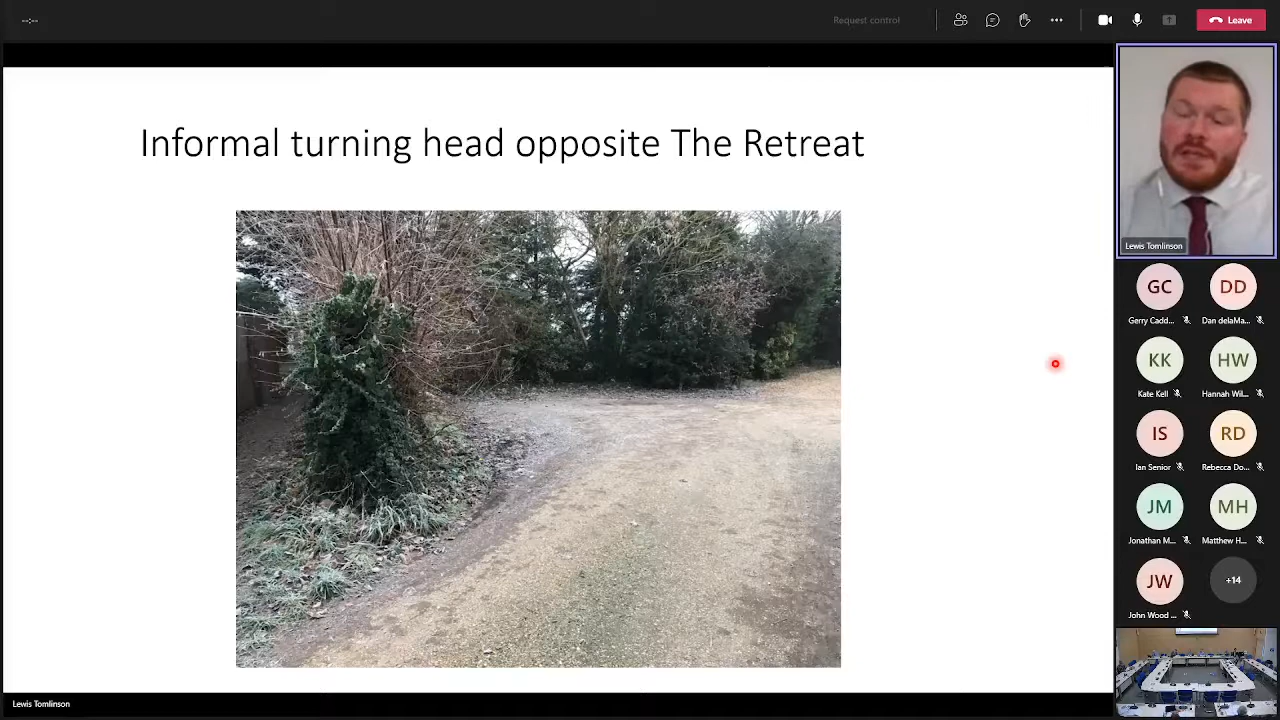 --:--
Request control
Leave
Informal turning head opposite The Retreat
Lewis Tomlinson
GC
DD
Gerry Cadd...
Dan delaMa...
KK
HW
Kate Kell
Hannah Wil...
IS
RD
Ian Senior
Rebecca Do...
JM
MH
Jonathan M...
Matthew H...
JW
+14
John Wood ...
Lewis Tomlinson